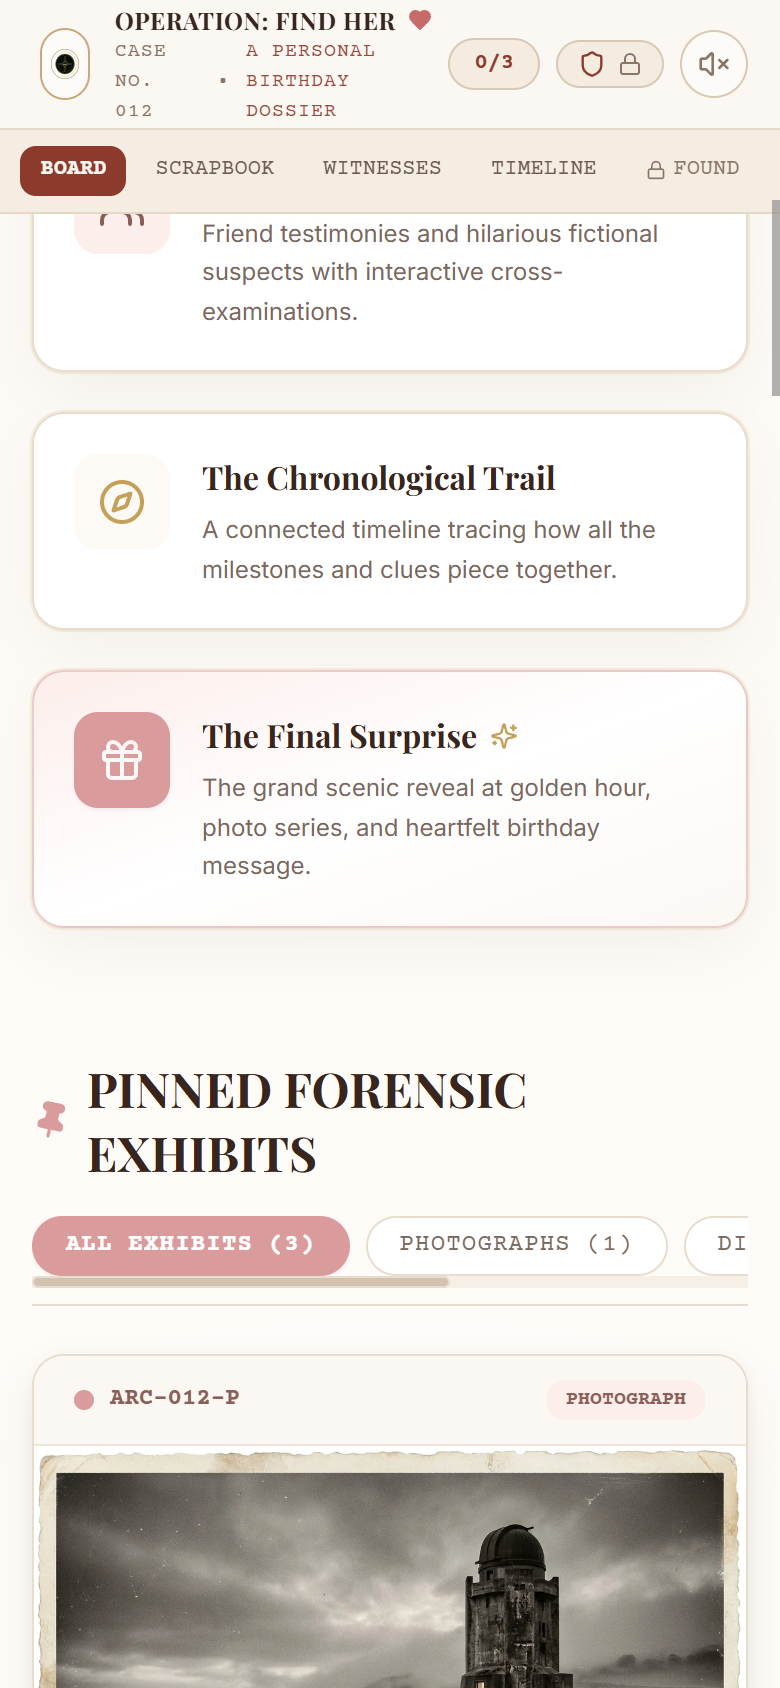 OPERATION: FIND HER
CASE NO. 012 • A PERSONAL BIRTHDAY DOSSIER
0/3
BOARD
SCRAPBOOK
WITNESSES
TIMELINE
FOUND
Friend testimonies and hilarious fictional
suspects with interactive cross-
examinations.
The Chronological Trail
A connected timeline tracing how all the
milestones and clues piece together.
The Final Surprise
The grand scenic reveal at golden hour,
photo series, and heartfelt birthday
message.
PINNED FORENSIC
EXHIBITS
ALL EXHIBITS (3)
PHOTOGRAPHS (1)
DI
ARC-012-P
PHOTOGRAPH